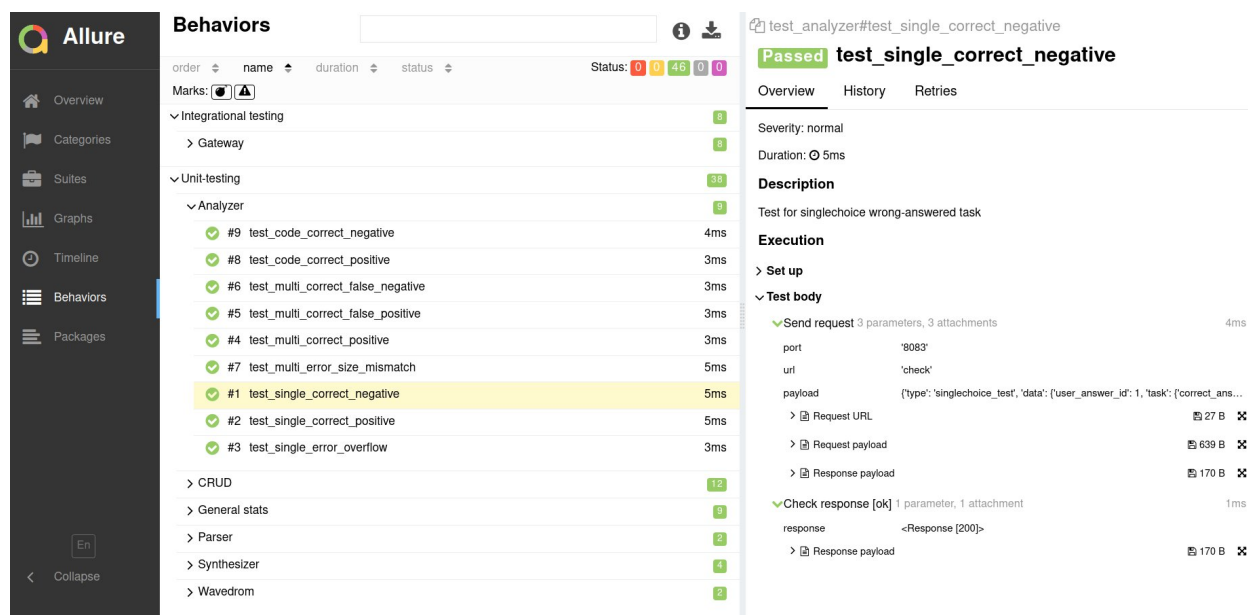 Allure
Overview
Categories
Suites
Graphs
Timeline
Behaviors
Packages
En
Collapse
Behaviors
order name duration status Status: 0 0 46 0 0
Marks:
Integrational testing 8
Gateway 8
Unit-testing 38
Analyzer 9
#9 test_code_correct_negative 4ms
#8 test_code_correct_positive 3ms
#6 test_multi_correct_false_negative 3ms
#5 test_multi_correct_false_positive 3ms
#4 test_multi_correct_positive 3ms
#7 test_multi_error_size_mismatch 5ms
#1 test_single_correct_negative 5ms
#2 test_single_correct_positive 5ms
#3 test_single_error_overflow 3ms
CRUD 12
General stats 9
Parser 2
Synthesizer 4
Wavedrom 2
test_analyzer#test_single_correct_negative
Passed test_single_correct_negative
Overview History Retries
Severity: normal
Duration: 5ms
Description
Test for singlechoice wrong-answered task
Execution
Set up
Test body
Send request 3 parameters, 3 attachments 4ms
port '8083'
url 'check'
payload {'type': 'singlechoice_test', 'data': {'user_answer_id': 1, 'task': {'correct_ans...
Request URL 27 B
Request payload 639 B
Response payload 170 B
Check response [ok] 1 parameter, 1 attachment 1ms
response <Response [200]>
Response payload 170 B